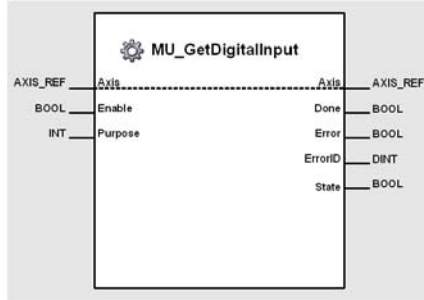 MU_GetDigitalInput
AXIS_REF Axis Axis AXIS_REF
BOOL Enable Done BOOL
INT Purpose Error BOOL
ErrorID DINT
State BOOL